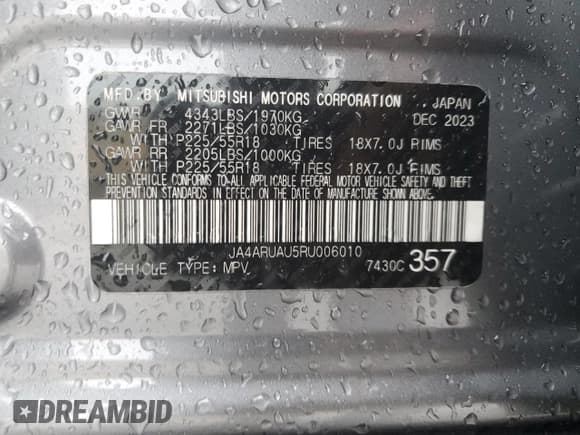 MFD. BY MITSUBISHI MOTORS CORPORATION JAPAN
GVWR 4343LBS/1970KG DEC 2023
GAWR FR 2271LBS/1030KG
WITH P225/55R18 TIRES 18X7.0J RIMS
GAWR RR 2205LBS/1000KG
WITH P225/55R18 TIRES 18X7.0J RIMS
THIS VEHICLE CONFORMS TO ALL APPLICABLE FEDERAL MOTOR VEHICLE SAFETY AND THEFT
PREVENTION STANDARDS IN EFFECT ON THE DATE OF MANUFACTURE SHOWN ABOVE.
JA4ARUAU5RU006010
VEHICLE TYPE: MPV 7430C 357
DREAMBID